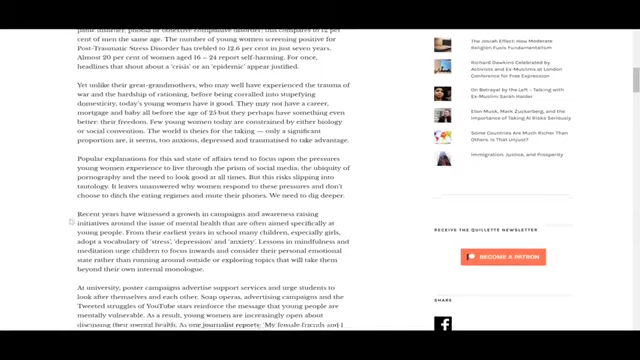 panic disorder, phobia or obsessive compulsive disorder; this compares to 12 per
cent of men the same age. The number of young women screening positive for
Post-Traumatic Stress Disorder has trebled to 12.6 per cent in just seven years.
Almost 20 per cent of women aged 16 – 24 report self-harming. For once,
headlines that shout about a 'crisis' or an 'epidemic' appear justified.
Yet unlike their great-grandmothers, who may well have experienced the trauma of
war and the hardship of rationing, before being corralled into stupefying
domesticity, today's young women have it good. They may not have a career,
mortgage and baby all before the age of 25 but they perhaps have something even
better: their freedom. Few young women today are constrained by either biology
or social convention. The world is theirs for the taking — only a significant
proportion are, it seems, too anxious, depressed and traumatised to take advantage.
Popular explanations for this sad state of affairs tend to focus upon the pressures
young women experience to live through the prism of social media; the ubiquity of
pornography and the need to look good at all times. But this risks slipping into
tautology. It leaves unanswered why women respond to these pressures and don't
choose to ditch the eating regimes and mute their phones. We need to dig deeper.
Recent years have witnessed a growth in campaigns and awareness raising
initiatives around the issue of mental health that are often aimed specifically at
young people. From their earliest years in school many children, especially girls,
adopt a vocabulary of 'stress', 'depression' and 'anxiety'. Lessons in mindfulness and
meditation urge children to focus inwards and consider their personal emotional
state rather than running around outside or exploring topics that will take them
beyond their own internal monologue.
At university, poster campaigns advertise support services and urge students to
look after themselves and each other. Soap operas, advertising campaigns and the
Tweeted struggles of YouTube stars reinforce the message that young people are
mentally vulnerable. As a result, young women are increasingly open about
discussing their mental health. As one journalist reports, 'My female friends and I
The Jonah Effect: How Moderate
Religion Fuels Fundamentalism
Richard Dawkins Celebrated by
Activists and Ex-Muslims at London
Conference for Free Expression
On Betrayal by the Left – Talking with
Ex-Muslim Sarah Haider
Elon Musk, Mark Zuckerberg, and the
Importance of Taking AI Risks Seriously
Some Countries Are Much Richer Than
Others. Is That Unjust?
Immigration, Justice, and Prosperity
RECEIVE THE QUILLETTE NEWSLETTER
BECOME A PATRON
SHARE